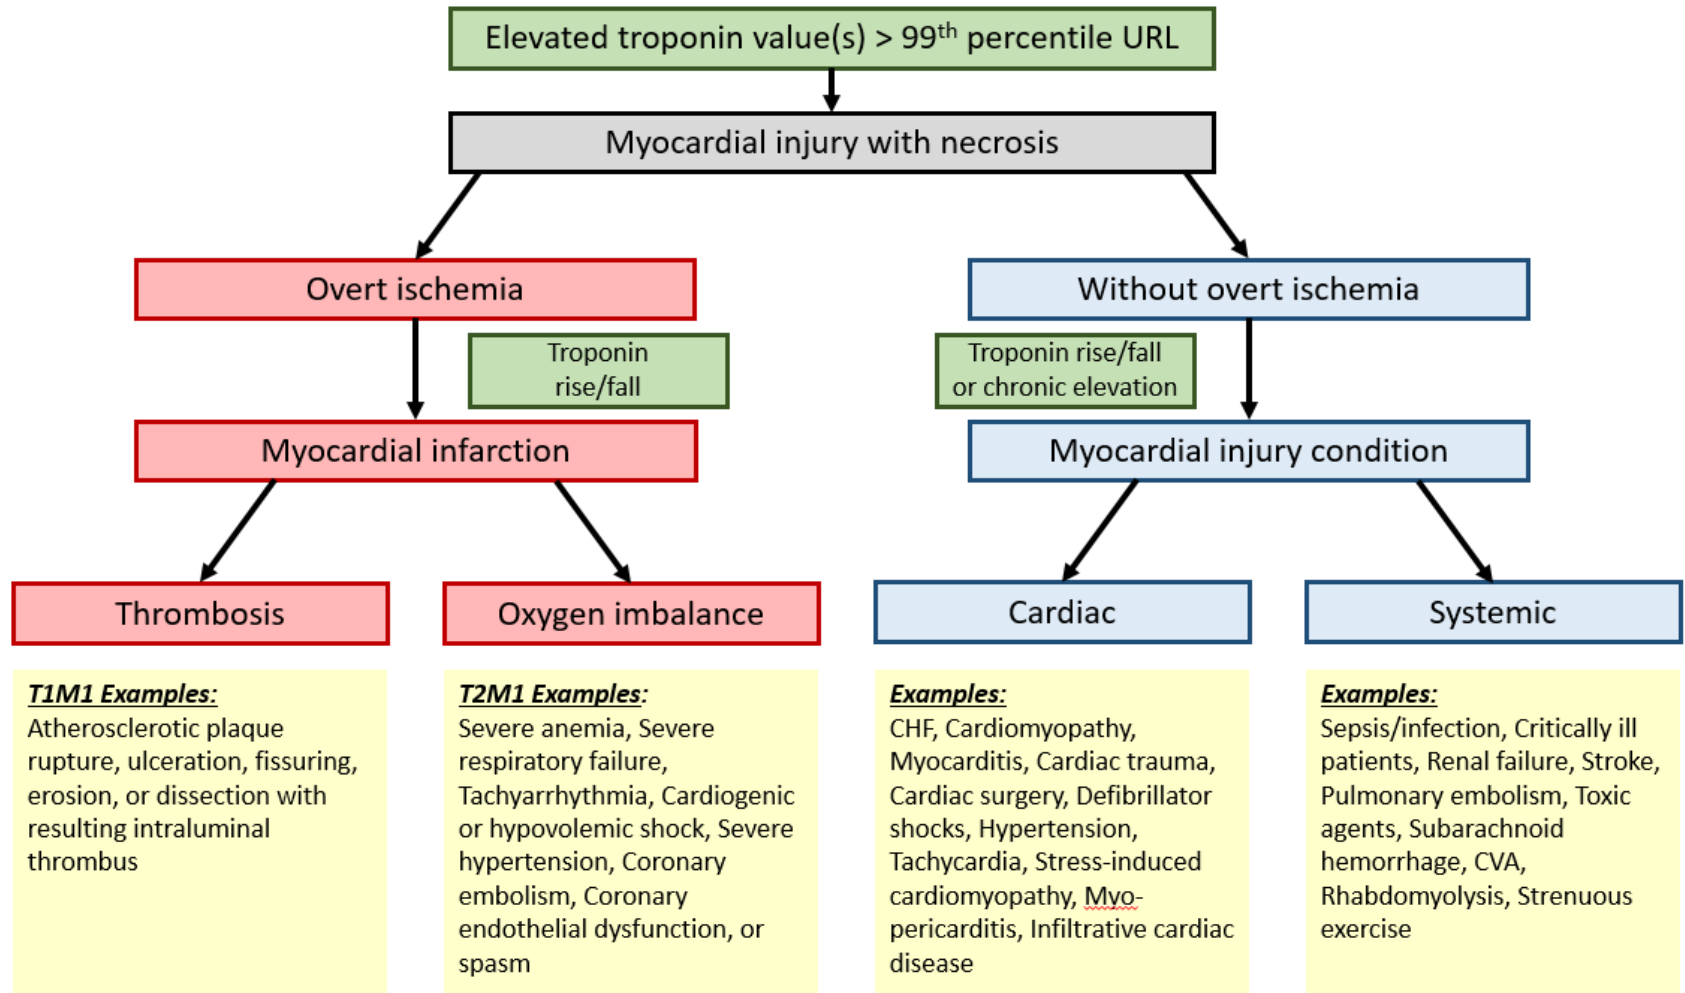 Elevated troponin value(s) > 99th percentile URL
Myocardial injury with necrosis
Overt ischemia
Without overt ischemia
Troponin
rise/fall
Troponin rise/fall
or chronic elevation
Myocardial infarction
Myocardial injury condition
Thrombosis
Oxygen imbalance
Cardiac
Systemic
T1M1 Examples:
Atherosclerotic plaque
rupture, ulceration, fissuring,
erosion, or dissection with
resulting intraluminal
thrombus
T2M1 Examples:
Severe anemia, Severe
respiratory failure,
Tachyarrhythmia, Cardiogenic
or hypovolemic shock, Severe
hypertension, Coronary
embolism, Coronary
endothelial dysfunction, or
spasm
Examples:
CHF, Cardiomyopathy,
Myocarditis, Cardiac trauma,
Cardiac surgery, Defibrillator
shocks, Hypertension,
Tachycardia, Stress-induced
cardiomyopathy, Myo-
pericarditis, Infiltrative cardiac
disease
Examples:
Sepsis/infection, Critically ill
patients, Renal failure, Stroke,
Pulmonary embolism, Toxic
agents, Subarachnoid
hemorrhage, CVA,
Rhabdomyolysis, Strenuous
exercise